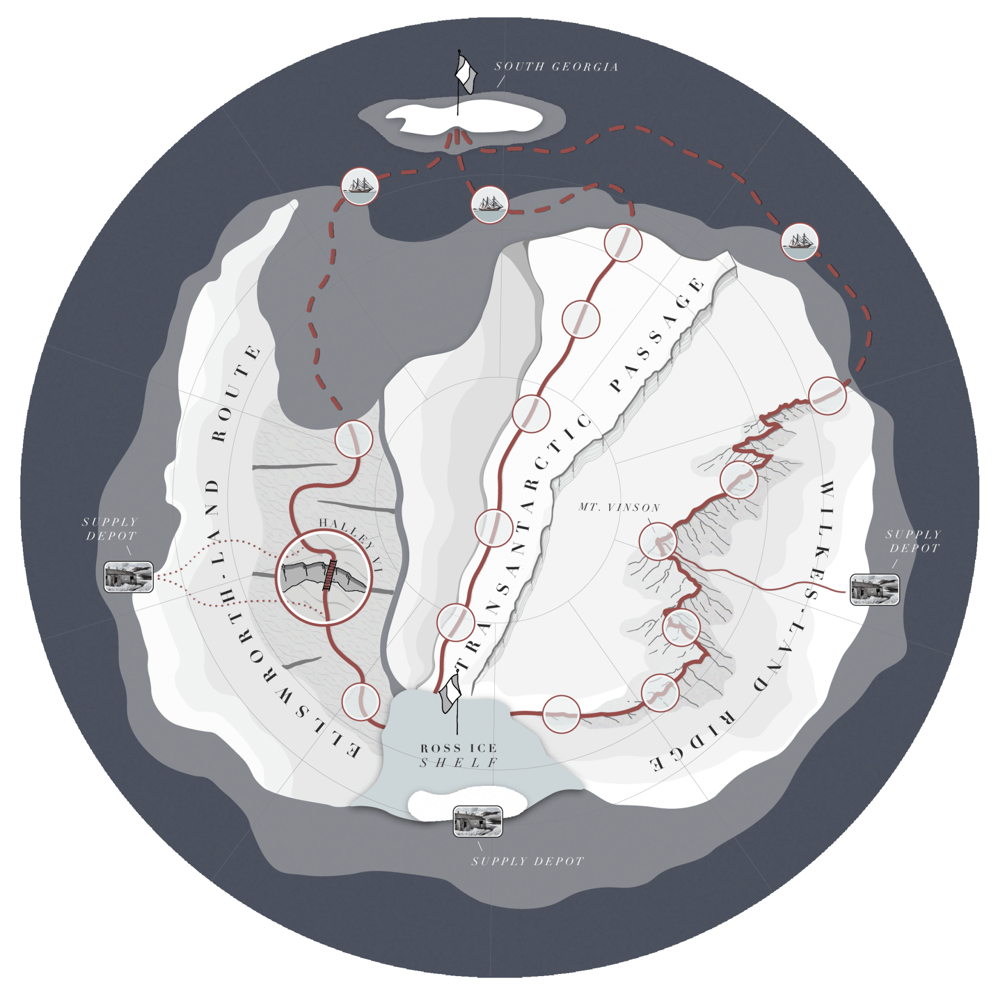 SOUTH GEORGIA
TRANSANTARCTIC PASSAGE
ELLSWRORTH-LAND ROUTE
WILKES-LAND RIDGE
MT. VINSON
HALLEY VI
SUPPLY
DEPOT
SUPPLY
DEPOT
ROSS ICE
SHELF
SUPPLY DEPOT